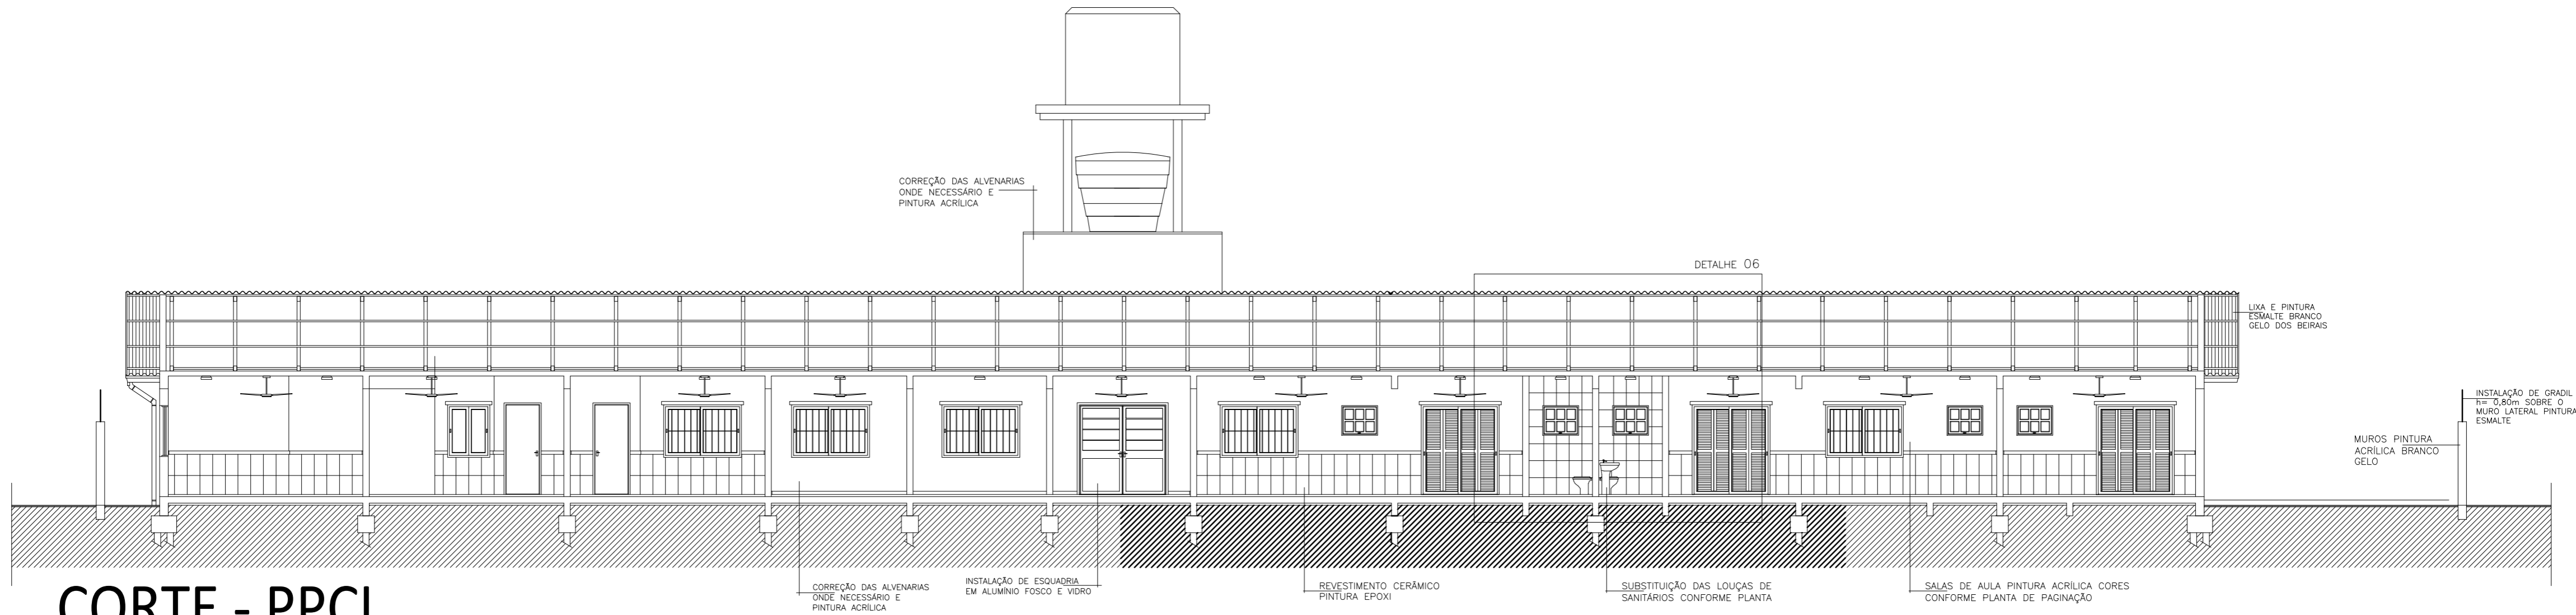 CORREÇÃO DAS ALVENARIAS
ONDE NECESSÁRIO E
PINTURA ACRÍLICA
DETALHE 06
LIXA E PINTURA
ESMALTE BRANCO
GELO DOS BEIRAIS
INSTALAÇÃO DE GRADIL
h= 0,80m SOBRE O
MURO LATERAL PINTURA
ESMALTE
MUROS PINTURA
ACRÍLICA BRANCO
GELO
CORREÇÃO DAS ALVENARIAS
ONDE NECESSÁRIO E
PINTURA ACRÍLICA
INSTALAÇÃO DE ESQUADRIA
EM ALUMÍNIO FOSCO E VIDRO
REVESTIMENTO CERÂMICO
PINTURA EPOXI
SUBSTITUIÇÃO DAS LOUÇAS DE
SANITÁRIOS CONFORME PLANTA
SALAS DE AULA PINTURA ACRÍLICA CORES
CONFORME PLANTA DE PAGINAÇÃO
CORTE - PPCI